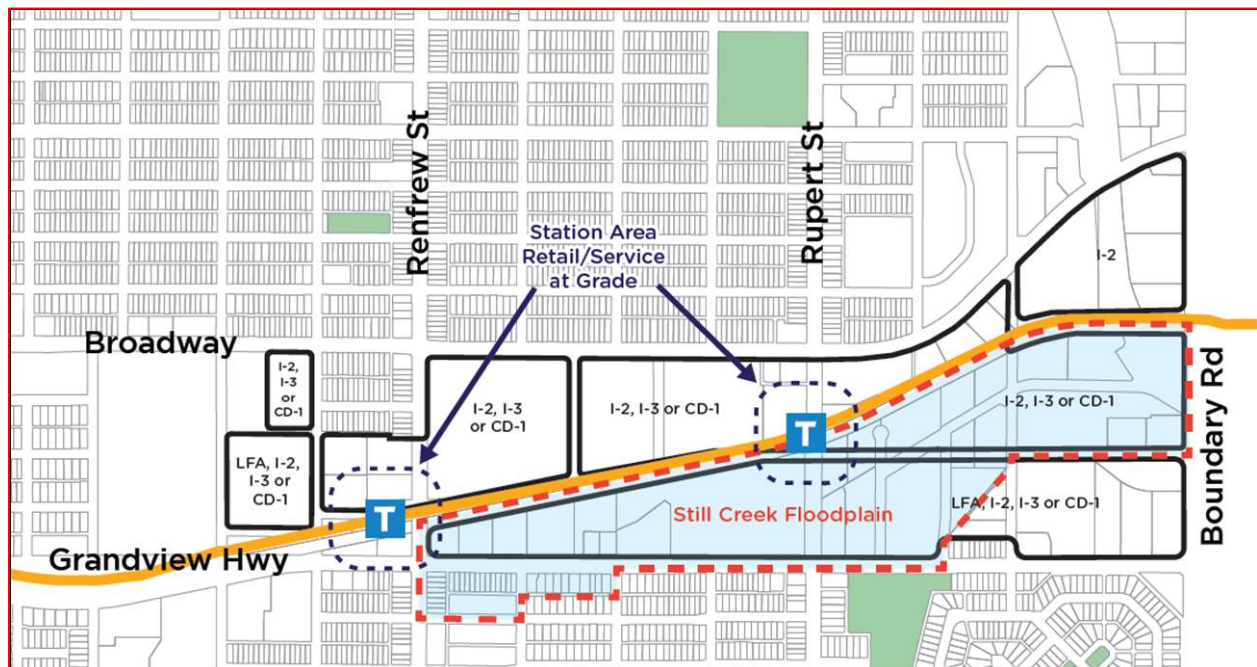 Renfrew St
Rupert St
Station Area
Retail/Service
at Grade
I-2
Broadway
Boundary Rd
I-2,
I-3
or
CD-1
I-2, I-3
or CD-1
I-2, I-3 or CD-1
I-2, I-3 or CD-1
LFA, I-2,
I-3 or
CD-1
T
T
Still Creek Floodplain
LFA, I-2, I-3 or CD-1
Grandview Hwy